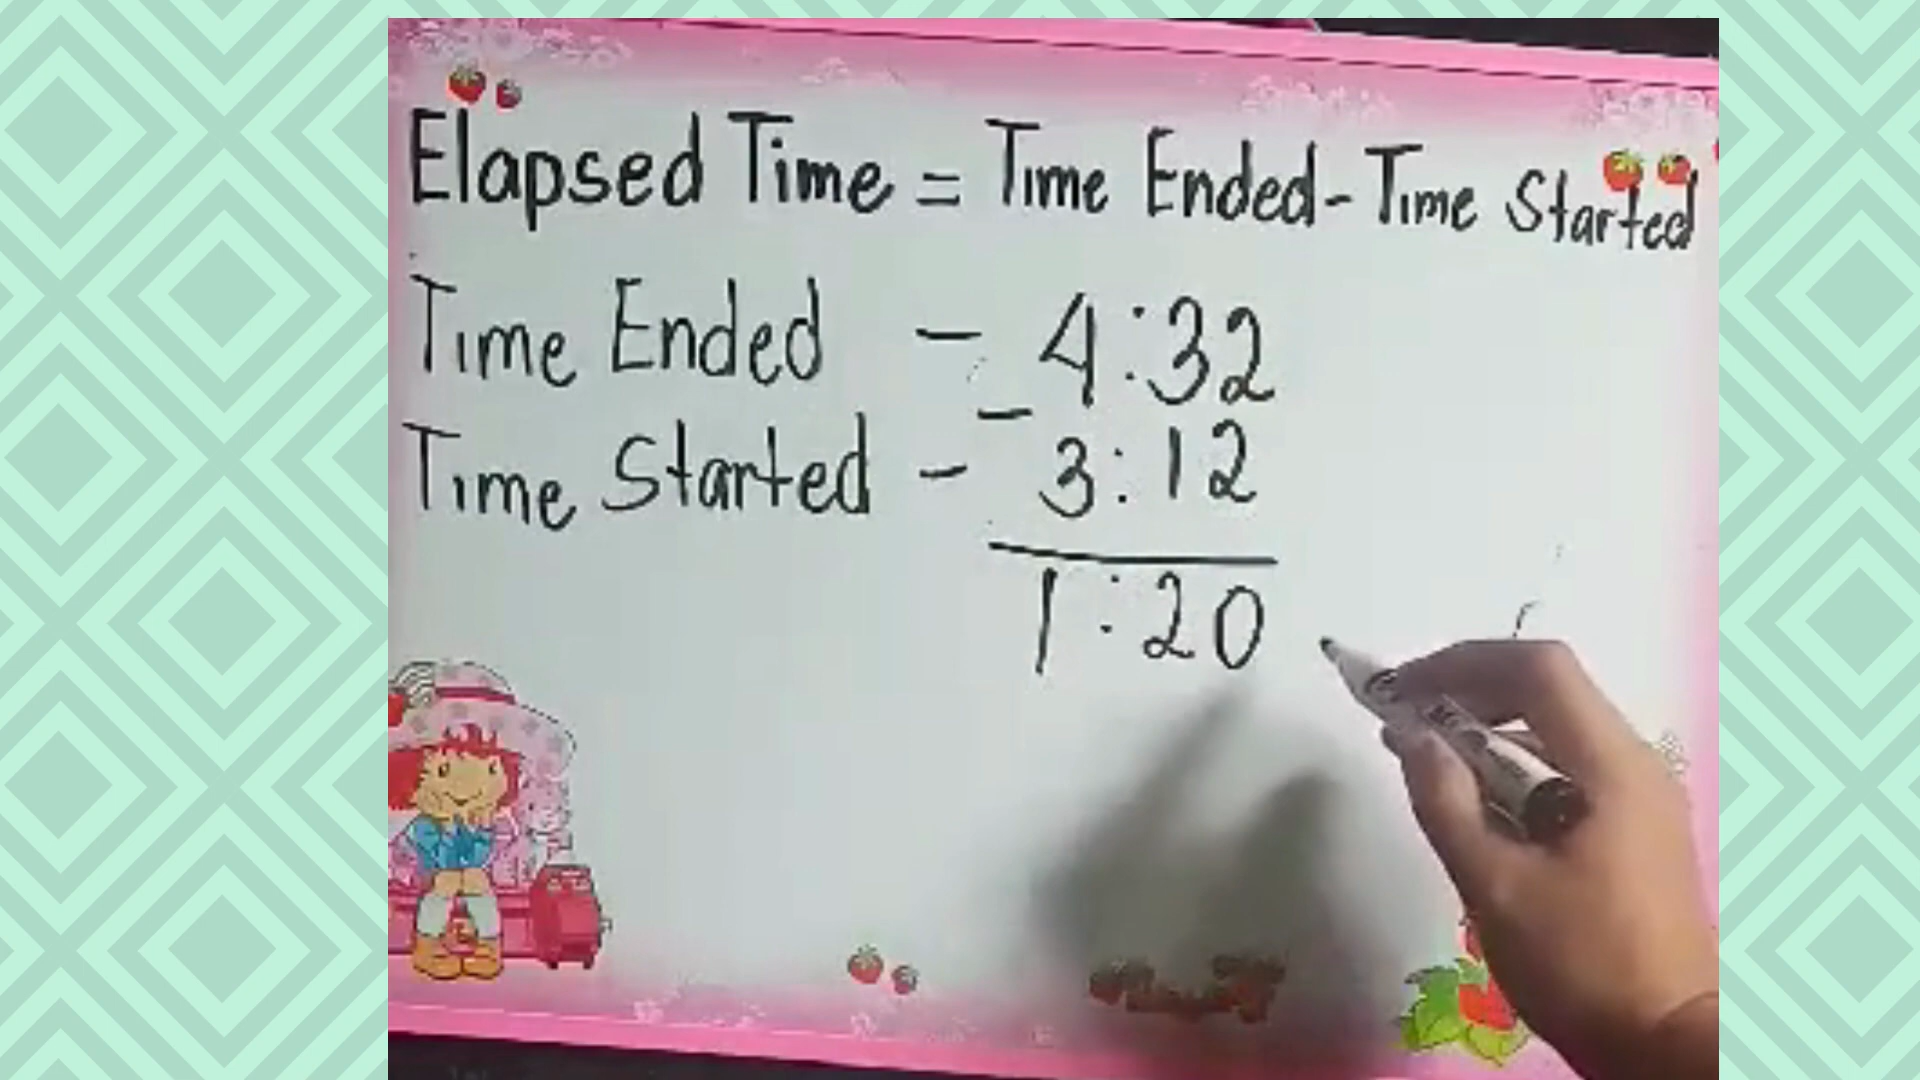 Elapsed Time = Time Ended - Time Started
Time Ended - 4:32
- 
Time Started - 3:12
1:20